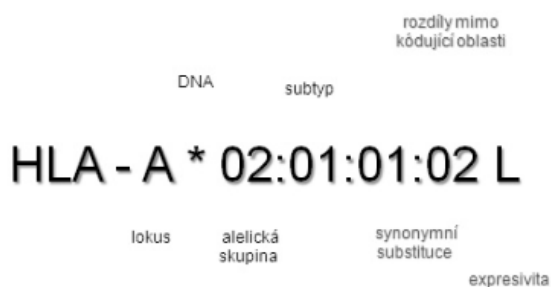 rozdíly mimo
kódující oblasti
DNA
subtyp
HLA - A * 02:01:01:02 L
lokus
alelická
skupina
synonymní
substituce
expresivita